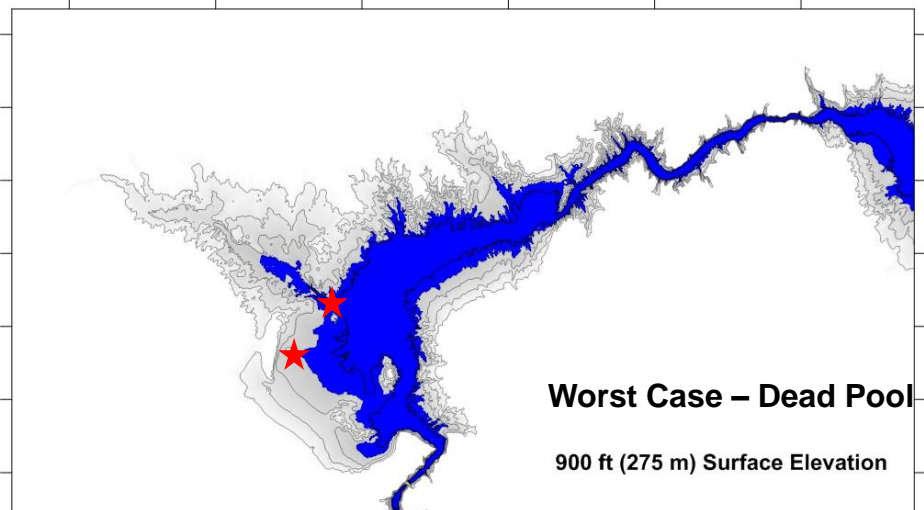 Worst Case – Dead Pool
900 ft (275 m) Surface Elevation